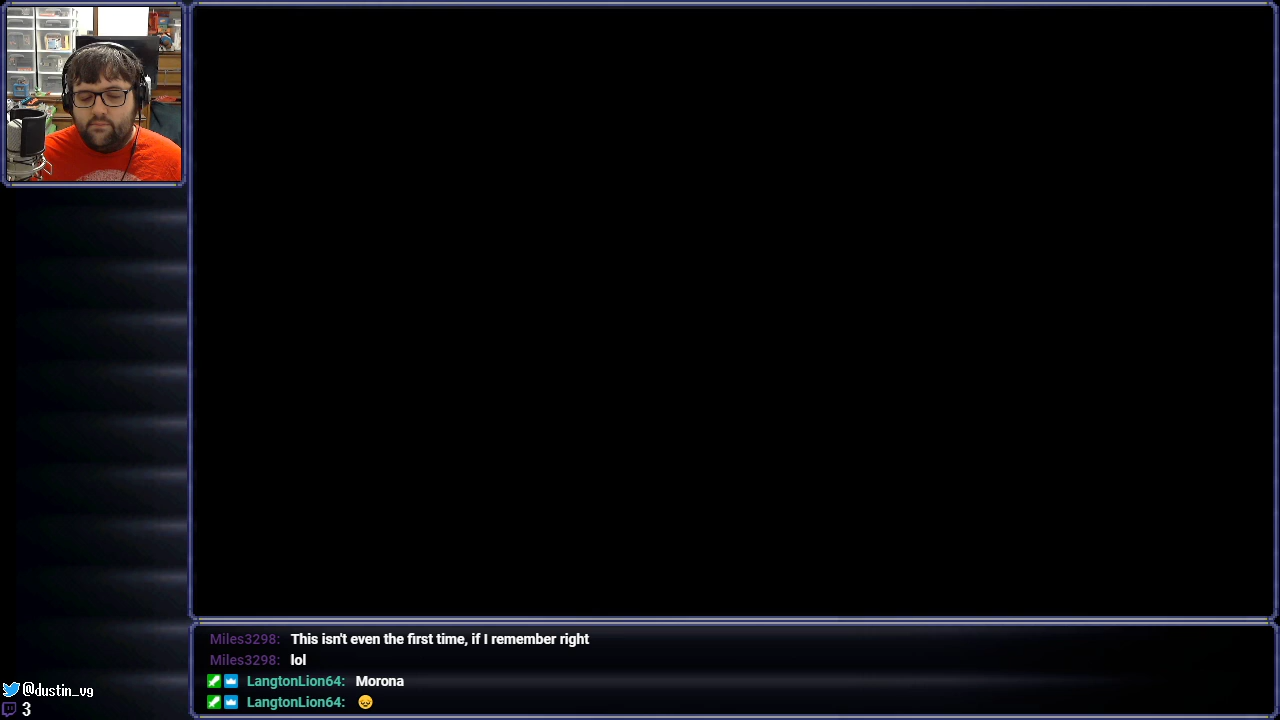 Miles3298: This isn't even the first time, if I remember right
Miles3298: lol
LangtonLion64: Morona
LangtonLion64: 😞
@dustin_vg
3